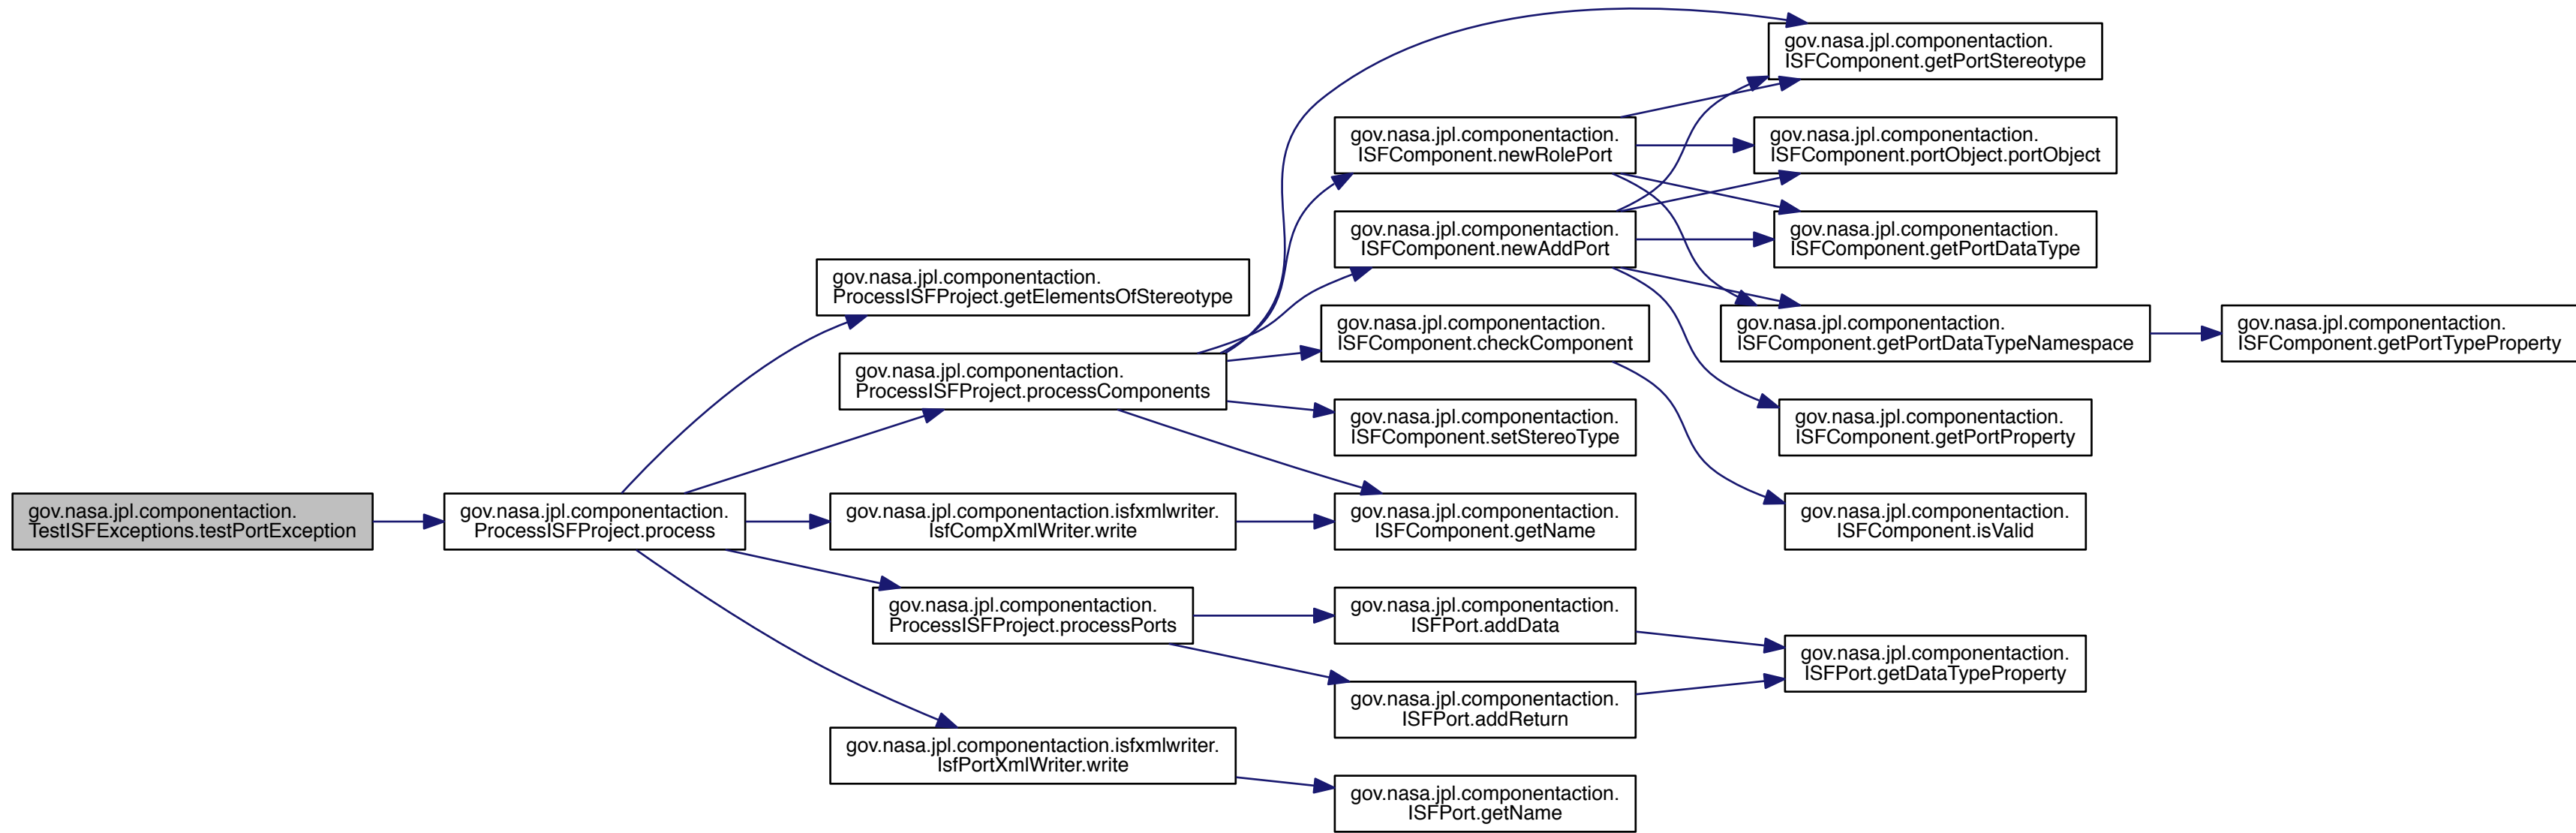 gov.nasa.jpl.componentaction.
TestISFExceptions.testPortException
gov.nasa.jpl.componentaction.
ProcessISFProject.process
gov.nasa.jpl.componentaction.
ProcessISFProject.getElementsOfStereotype
gov.nasa.jpl.componentaction.
ProcessISFProject.processComponents
gov.nasa.jpl.componentaction.isfxmlwriter.
IsfCompXmlWriter.write
gov.nasa.jpl.componentaction.
ProcessISFProject.processPorts
gov.nasa.jpl.componentaction.isfxmlwriter.
IsfPortXmlWriter.write
gov.nasa.jpl.componentaction.
ISFComponent.newRolePort
gov.nasa.jpl.componentaction.
ISFComponent.newAddPort
gov.nasa.jpl.componentaction.
ISFComponent.checkComponent
gov.nasa.jpl.componentaction.
ISFComponent.setStereoType
gov.nasa.jpl.componentaction.
ISFComponent.getName
gov.nasa.jpl.componentaction.
ISFPort.addData
gov.nasa.jpl.componentaction.
ISFPort.addReturn
gov.nasa.jpl.componentaction.
ISFPort.getName
gov.nasa.jpl.componentaction.
ISFComponent.getPortStereotype
gov.nasa.jpl.componentaction.
ISFComponent.portObject.portObject
gov.nasa.jpl.componentaction.
ISFComponent.getPortDataType
gov.nasa.jpl.componentaction.
ISFComponent.getPortDataTypeNamespace
gov.nasa.jpl.componentaction.
ISFComponent.getPortProperty
gov.nasa.jpl.componentaction.
ISFComponent.isValid
gov.nasa.jpl.componentaction.
ISFPort.getDataTypeProperty
gov.nasa.jpl.componentaction.
ISFComponent.getPortTypeProperty